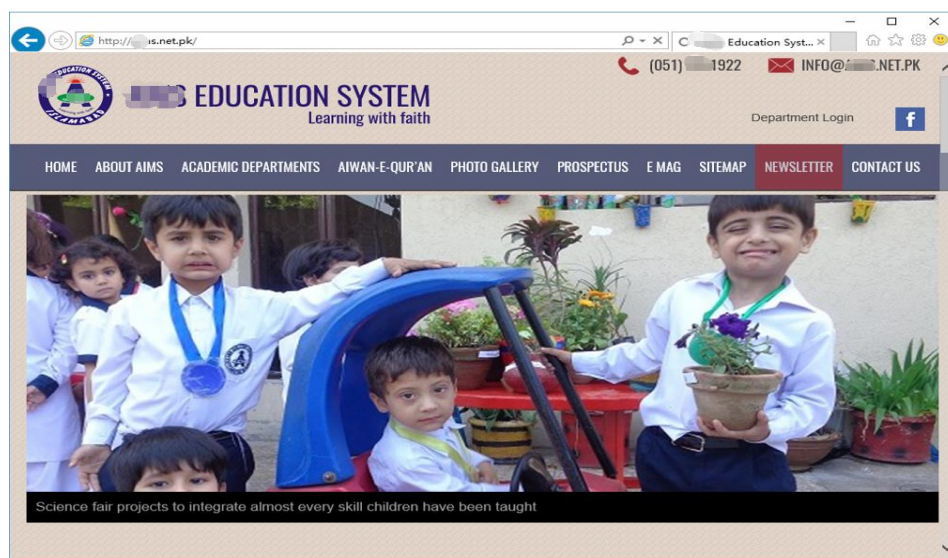 http:// s.net.pk/
Education Syst...
(051) 1922
INFO@ .NET.PK
EDUCATION SYSTEM
Learning with faith
Department Login
f
HOME ABOUT AIMS ACADEMIC DEPARTMENTS AIWAN-E-QUR'AN PHOTO GALLERY PROSPECTUS E MAG SITEMAP NEWSLETTER CONTACT US
Science fair projects to integrate almost every skill children have been taught